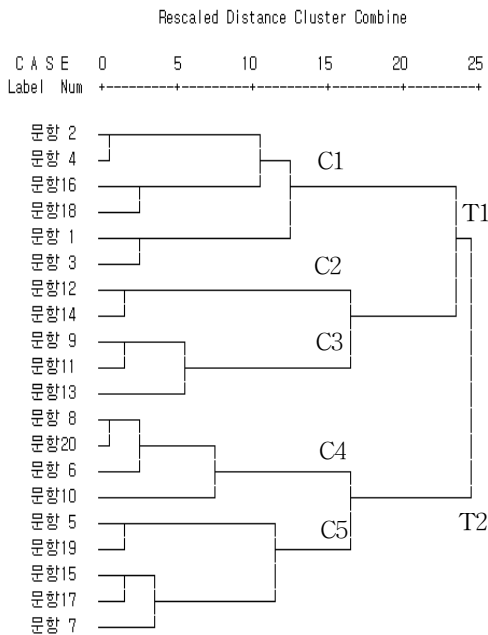 Rescaled Distance Cluster Combine
C A S E 0 5 10 15 20 25
Label Num +---------+---------+---------+---------+---------+
문항 2
문항 4
C1
문항16
문항18
T1
문항 1
문항 3
C2
문항12
문항14
문항 9
C3
문항11
문항13
문항 8
문항20
C4
문항 6
문항10
문항 5
T2
C5
문항19
문항15
문항17
문항 7